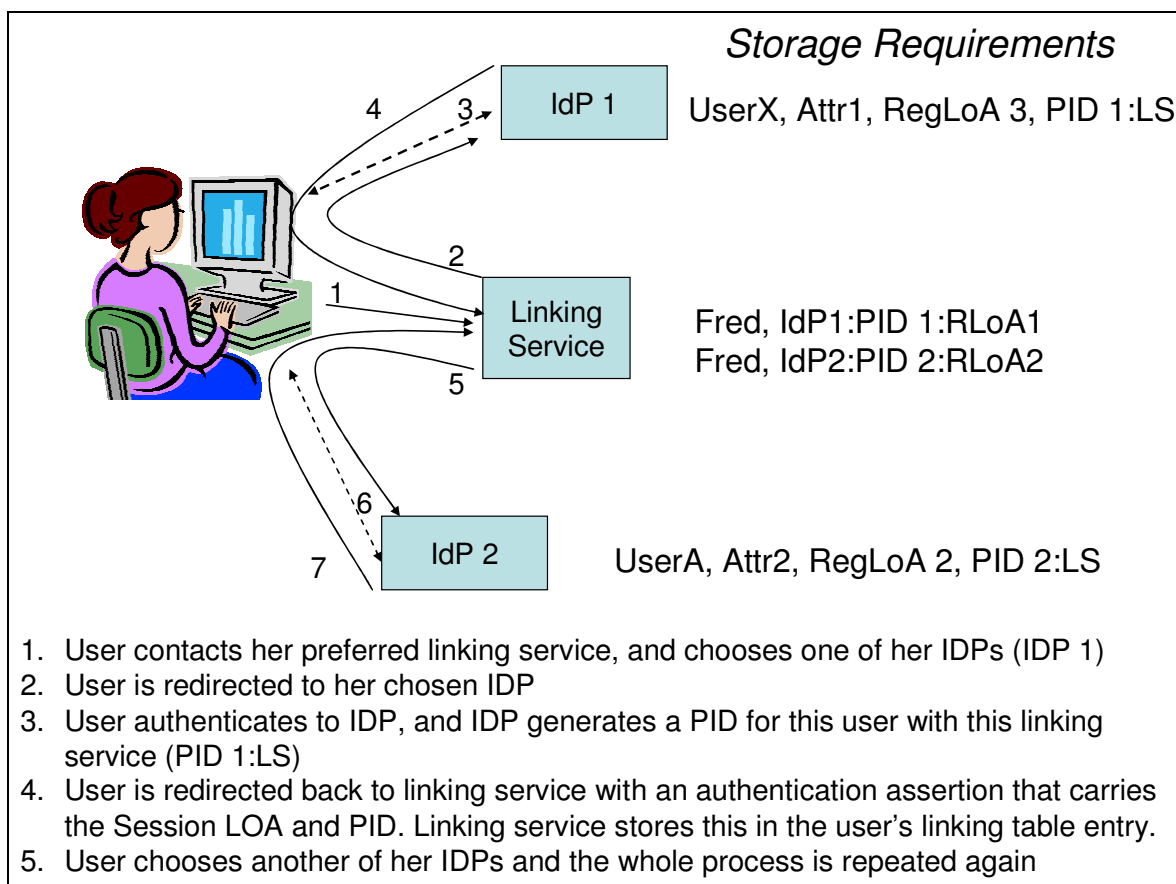 Storage Requirements
4
3
IdP 1
UserX, Attr1, RegLoA 3, PID 1:LS
2
1
Linking
Service
Fred, IdP1:PID 1:RLoA1
Fred, IdP2:PID 2:RLoA2
5
6
7
IdP 2
UserA, Attr2, RegLoA 2, PID 2:LS
1. User contacts her preferred linking service, and chooses one of her IDPs (IDP 1)
2. User is redirected to her chosen IDP
3. User authenticates to IDP, and IDP generates a PID for this user with this linking
service (PID 1:LS)
4. User is redirected back to linking service with an authentication assertion that carries
the Session LOA and PID. Linking service stores this in the user's linking table entry.
5. User chooses another of her IDPs and the whole process is repeated again